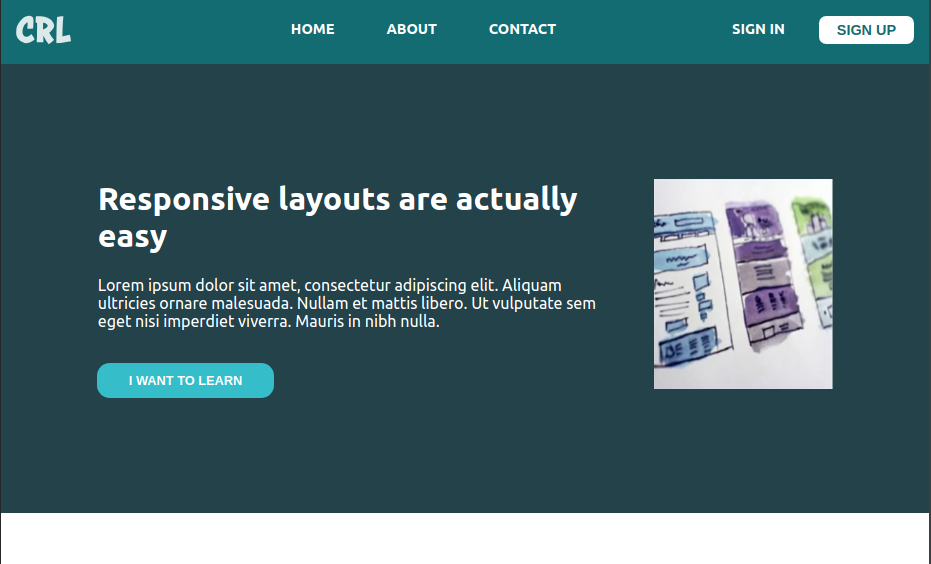 CRL
HOME ABOUT CONTACT
SIGN IN SIGN UP
Responsive layouts are actually
easy
Lorem ipsum dolor sit amet, consectetur adipiscing elit. Aliquam
ultricies ornare malesuada. Nullam et mattis libero. Ut vulputate sem
eget nisi imperdiet viverra. Mauris in nibh nulla.
I WANT TO LEARN